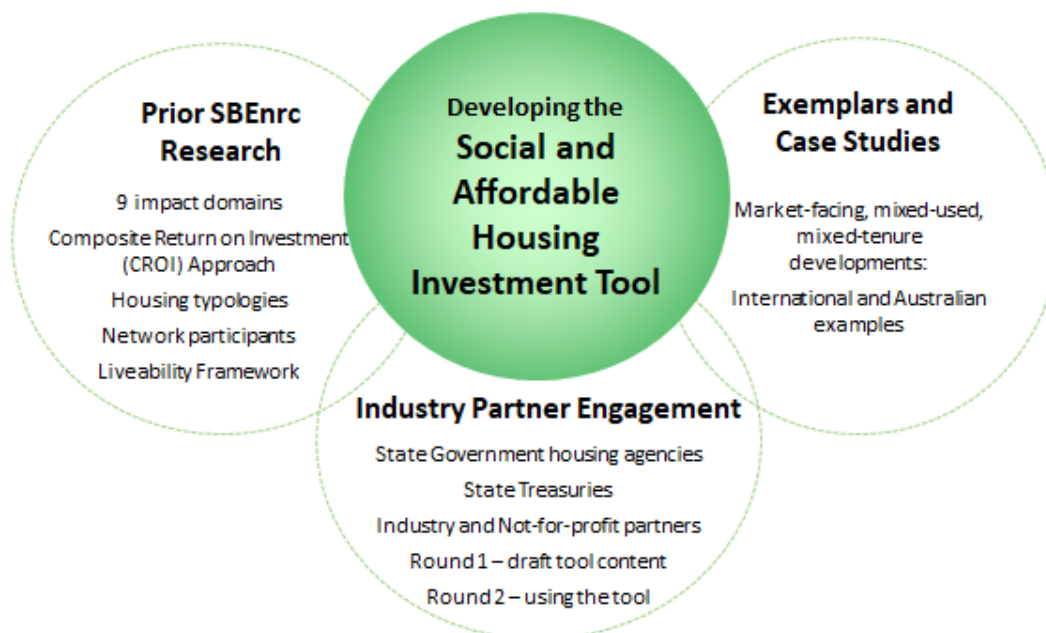 Prior SBEnrc
Research
9 impact domains
Composite Return on Investment
(CROI) Approach
Housing typologies
Network participants
Liveability Framework
Developing the
Social and
Affordable
Housing
Investment Tool
Exemplars and
Case Studies
Market-facing, mixed-used,
mixed-tenure
developments:
International and Australian
examples
Industry Partner Engagement
State Government housing agencies
State Treasuries
Industry and Not-for-profit partners
Round 1 – draft tool content
Round 2 – using the tool